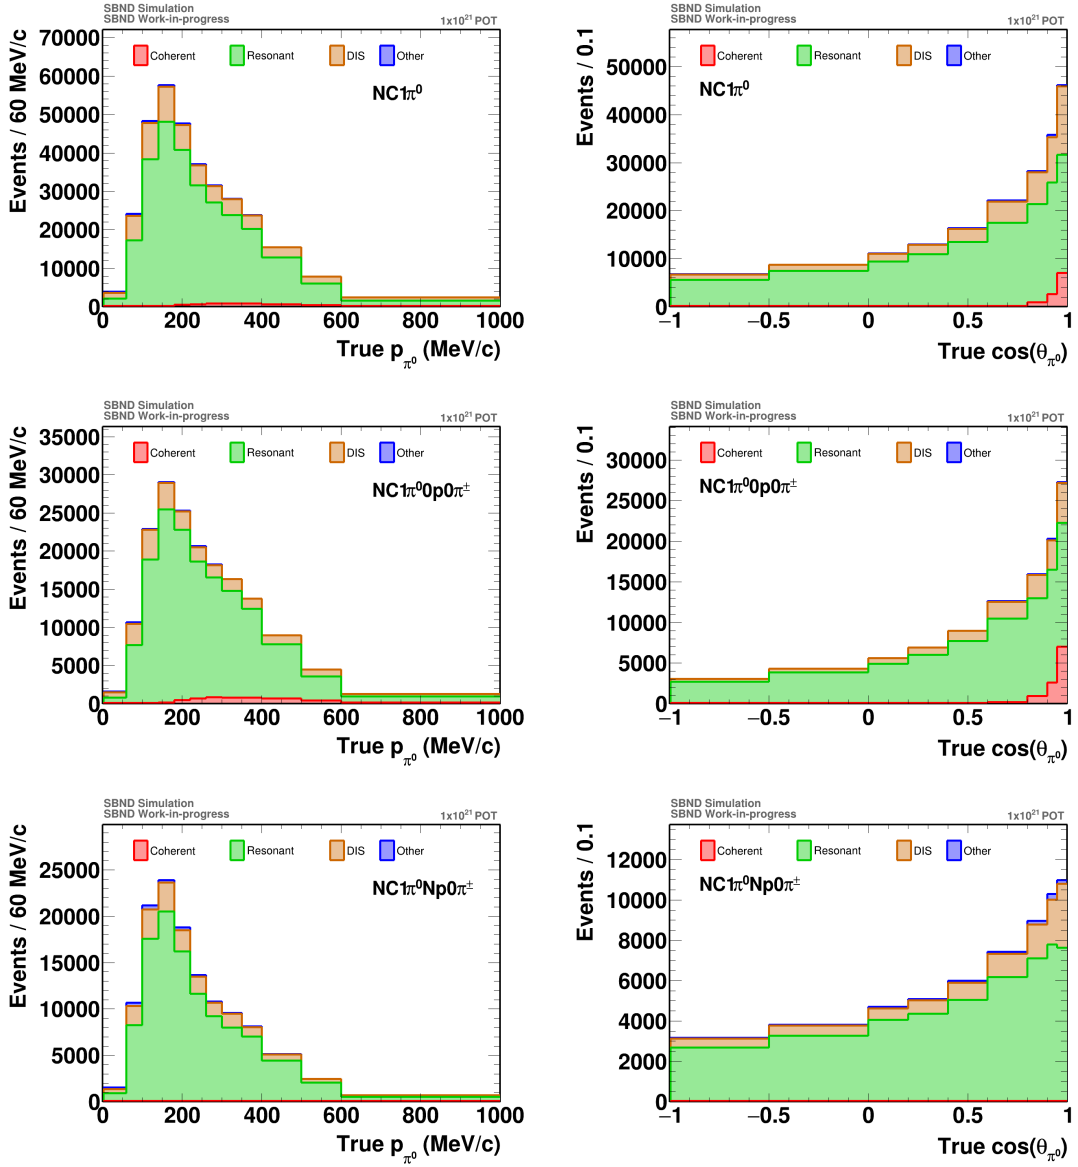 SBND Simulation
SBND Work-in-progress
1x10²¹ POT
Events / 60 MeV/c
70000
60000
50000
40000
30000
20000
10000
0
Coherent
Resonant
DIS
Other
NC1π⁰
0 200 400 600 800 1000
True p_π⁰ (MeV/c)
SBND Simulation
SBND Work-in-progress
1x10²¹ POT
Events / 0.1
50000
40000
30000
20000
10000
0
Coherent
Resonant
DIS
Other
NC1π⁰
−1 −0.5 0 0.5 1
True cos(θ_π⁰)
SBND Simulation
SBND Work-in-progress
1x10²¹ POT
Events / 60 MeV/c
35000
30000
25000
20000
15000
10000
5000
0
Coherent
Resonant
DIS
Other
NC1π⁰0p0π±
0 200 400 600 800 1000
True p_π⁰ (MeV/c)
SBND Simulation
SBND Work-in-progress
1x10²¹ POT
Events / 0.1
30000
25000
20000
15000
10000
5000
0
Coherent
Resonant
DIS
Other
NC1π⁰0p0π±
−1 −0.5 0 0.5 1
True cos(θ_π⁰)
SBND Simulation
SBND Work-in-progress
1x10²¹ POT
Events / 60 MeV/c
25000
20000
15000
10000
5000
0
Coherent
Resonant
DIS
Other
NC1π⁰Np0π±
0 200 400 600 800 1000
True p_π⁰ (MeV/c)
SBND Simulation
SBND Work-in-progress
1x10²¹ POT
Events / 0.1
12000
10000
8000
6000
4000
2000
0
Coherent
Resonant
DIS
Other
NC1π⁰Np0π±
−1 −0.5 0 0.5 1
True cos(θ_π⁰)